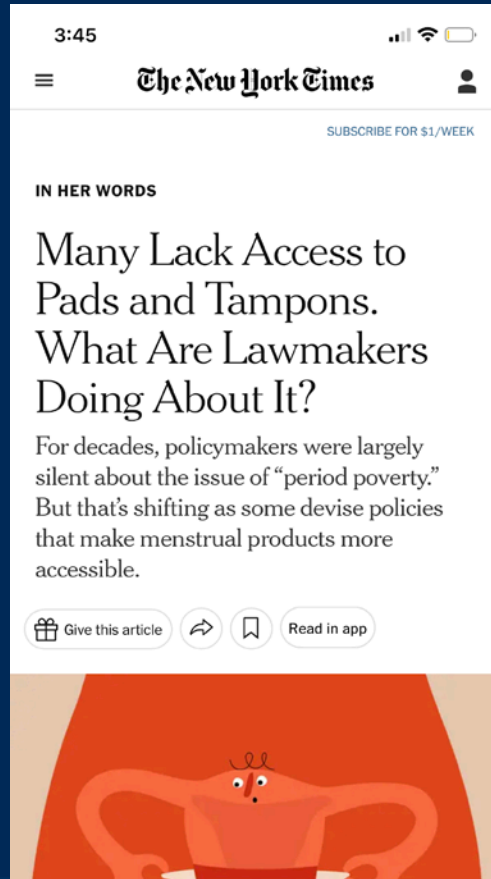 3:45
The New York Times
SUBSCRIBE FOR $1/WEEK
IN HER WORDS
Many Lack Access to
Pads and Tampons.
What Are Lawmakers
Doing About It?
For decades, policymakers were largely
silent about the issue of “period poverty.”
But that’s shifting as some devise policies
that make menstrual products more
accessible.
Give this article
Read in app